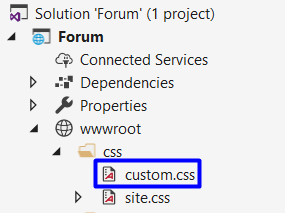 Solution 'Forum' (1 project)
Forum
Connected Services
Dependencies
Properties
wwwroot
css
custom.css
site.css